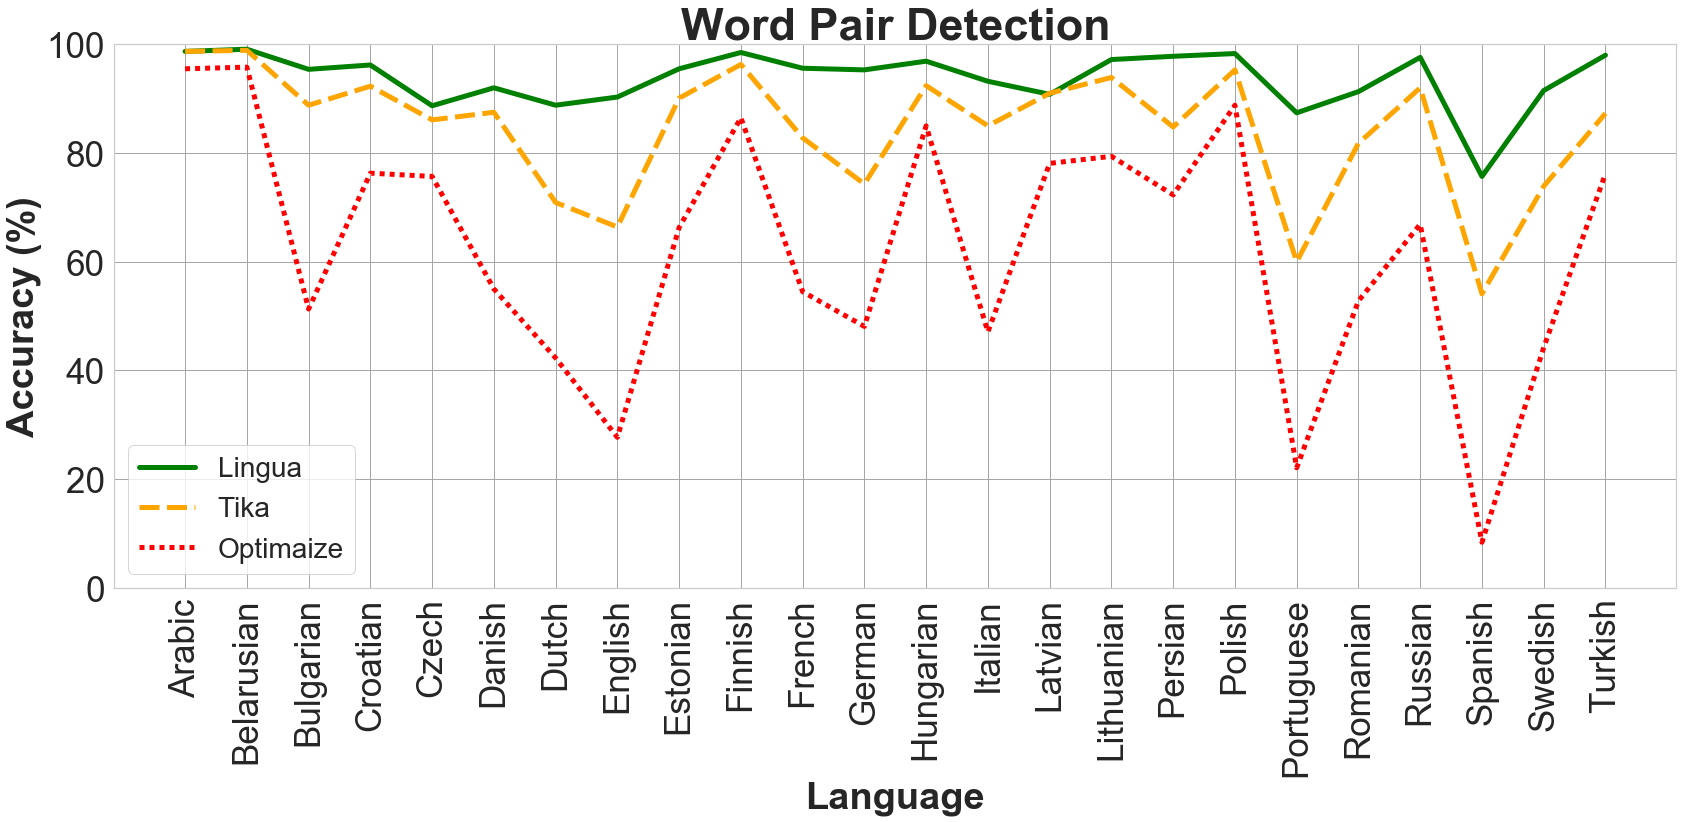 Word Pair Detection
100
80
60
40
20
0
Accuracy (%)
Lingua
Tika
Optimaize
Arabic
Belarusian
Bulgarian
Croatian
Czech
Danish
Dutch
English
Estonian
Finnish
French
German
Hungarian
Italian
Latvian
Lithuanian
Persian
Polish
Portuguese
Romanian
Russian
Spanish
Swedish
Turkish
Language